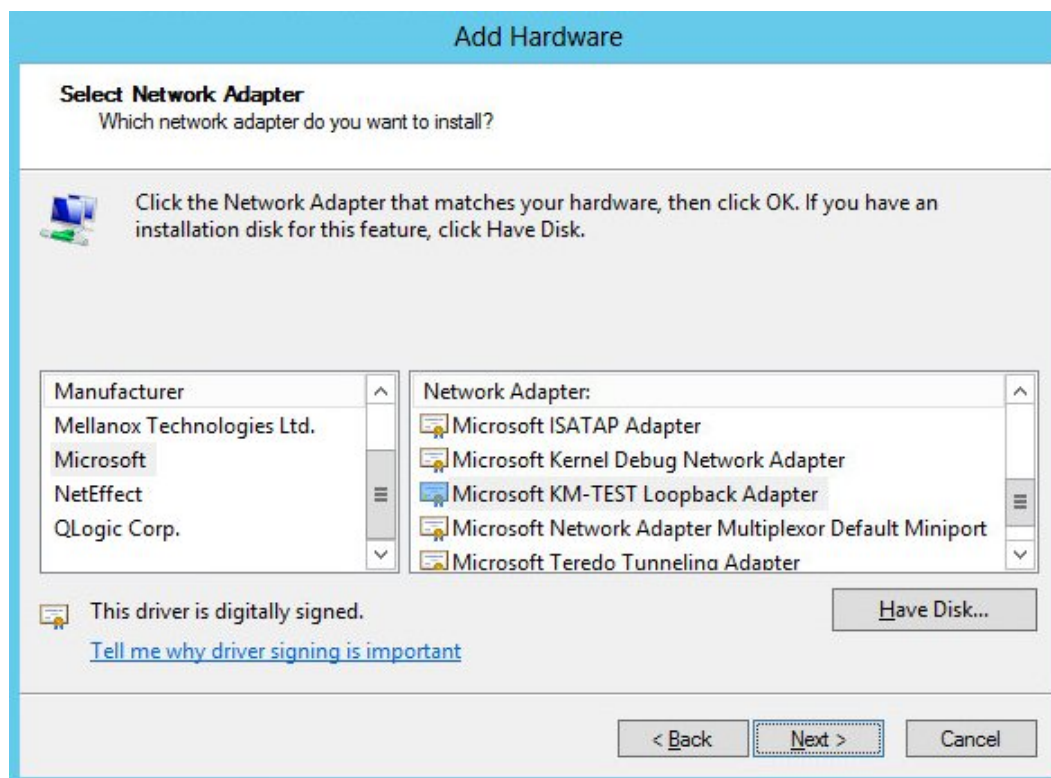 Add Hardware
Select Network Adapter
Which network adapter do you want to install?
Click the Network Adapter that matches your hardware, then click OK. If you have an
installation disk for this feature, click Have Disk.
Manufacturer
Mellanox Technologies Ltd.
Microsoft
NetEffect
QLogic Corp.
Network Adapter:
Microsoft ISATAP Adapter
Microsoft Kernel Debug Network Adapter
Microsoft KM-TEST Loopback Adapter
Microsoft Network Adapter Multiplexor Default Miniport
Microsoft Teredo Tunneling Adapter
This driver is digitally signed.
Have Disk...
Tell me why driver signing is important
< Back
Next >
Cancel